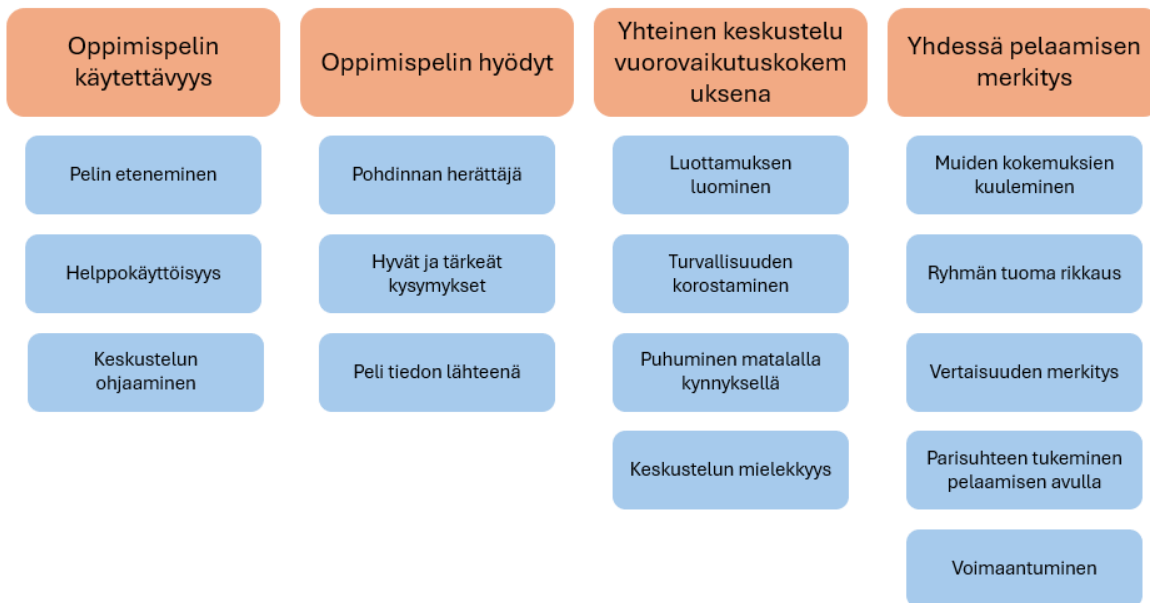 Oppimispelin
käytettävyys
Pelin eteneminen
Helppokäyttöisyys
Keskustelun
ohjaaminen
Oppimispelin hyödyt
Pohdinnan herättäjä
Hyvät ja tärkeät
kysymykset
Peli tiedon lähteenä
Yhteinen keskustelu
vuorovaikutuskokem
uksena
Luottamuksen
luominen
Turvallisuuden
korostaminen
Puhuminen matalalla
kynnyksellä
Keskustelun mielekkyys
Yhdessä pelaamisen
merkitys
Muiden kokemuksien
kuuleminen
Ryhmän tuoma rikkaus
Vertaisuuden merkitys
Parisuhteen tukeminen
pelaamisen avulla
Voimaantuminen